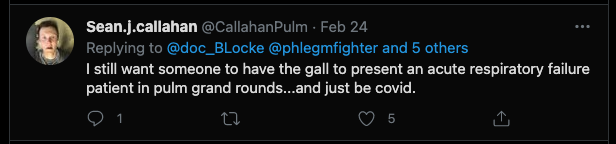 Sean.j.callahan @CallahanPulm · Feb 24
Replying to @doc_BLocke @phlegmfighter and 5 others
I still want someone to have the gall to present an acute respiratory failure
patient in pulm grand rounds...and just be covid.
1 5